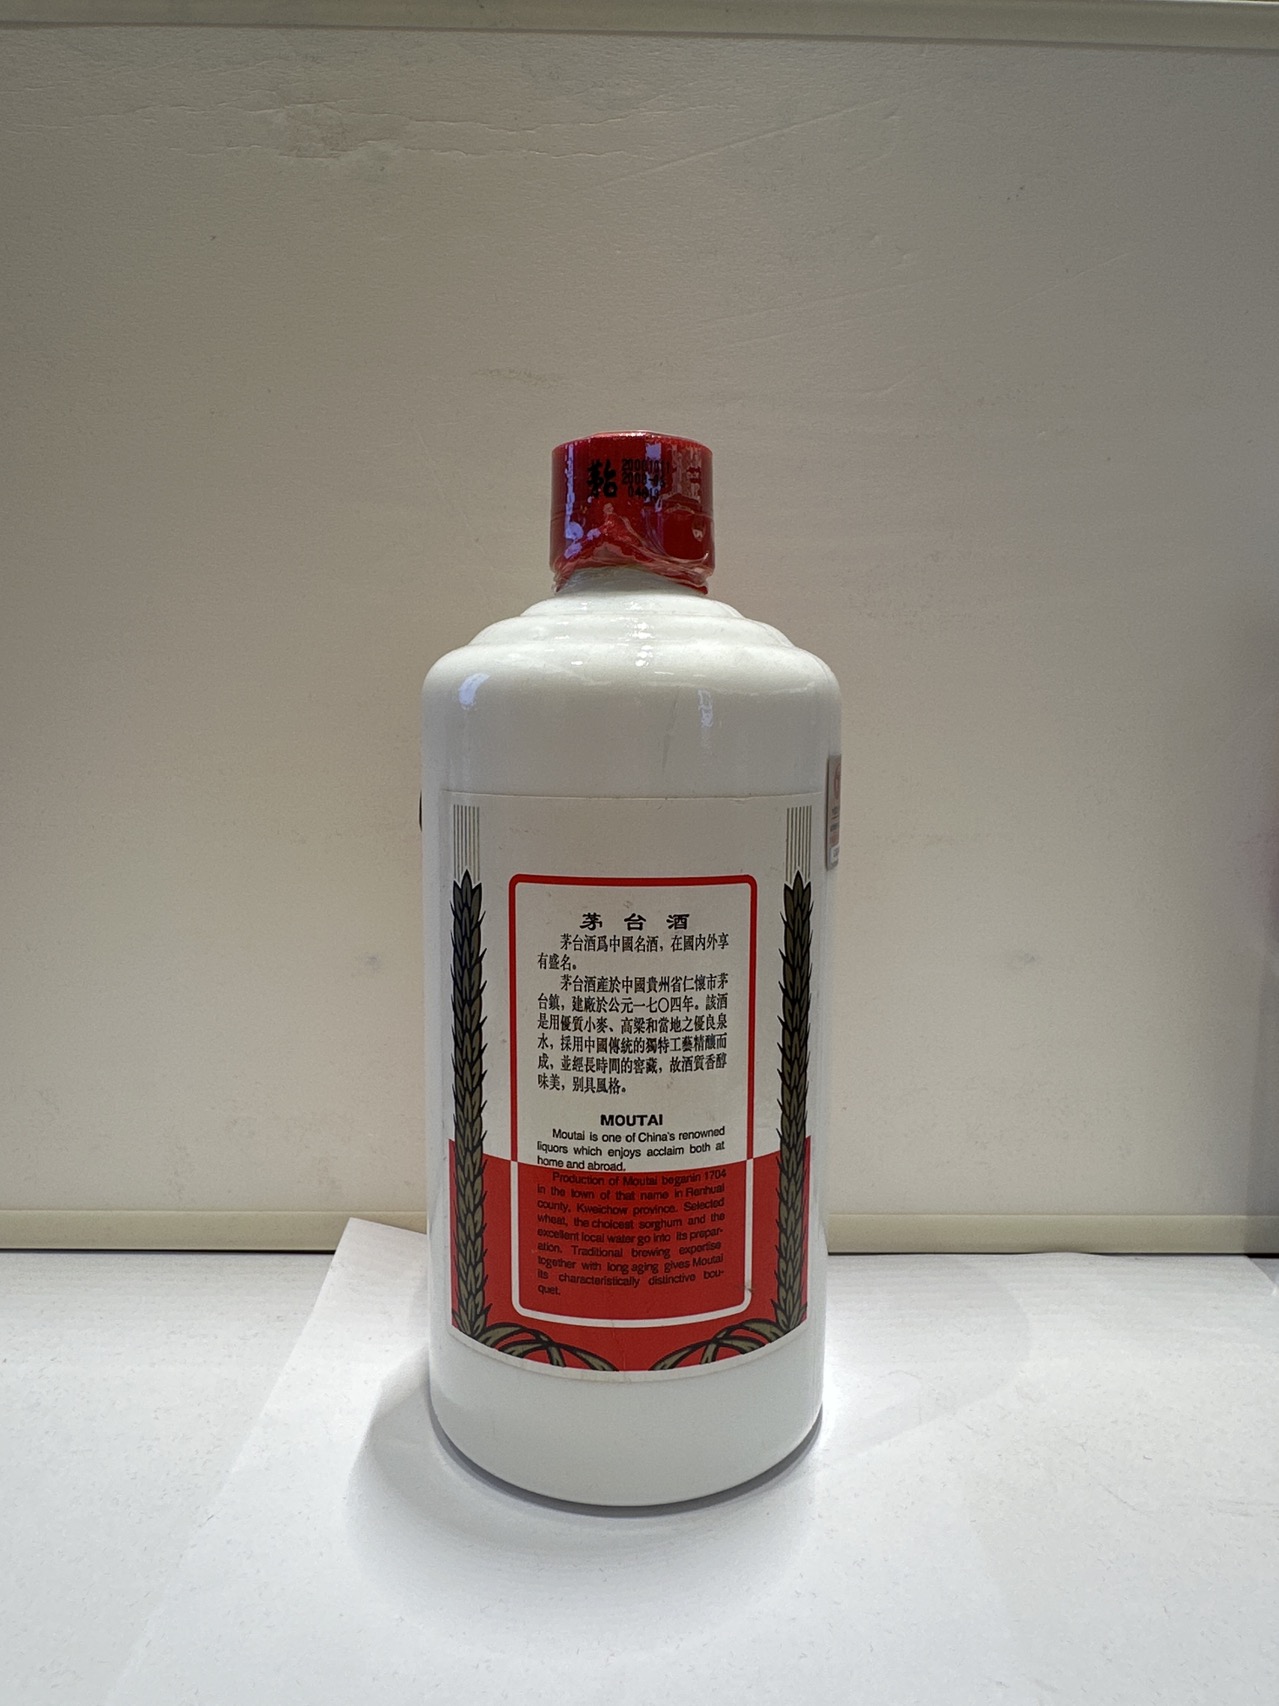 茅台
茅台酒
茅台酒爲中國名酒，在國内外享
有盛名。
茅台酒産於中國貴州省仁懷市茅
台鎮，建廠於公元一七〇四年。該酒
是用優質小麥、高粱和當地之優良泉
水，採用中國傳統的獨特工藝精釀而
成，並經長時間的窖藏，故酒質香醇
味美，别具風格。
MOUTAI
Moutai is one of China's renowned
liquors which enjoys acclaim both at
home and abroad.
Production of Moutai beganin 1704
in the town of that name in Renhuai
county, Kweichow province. Selected
wheat, the choicest sorghum and the
excellent local water go into its prepar-
ation. Traditional brewing expertise
together with long aging gives Moutai
its characteristically distinctive bou-
quet.